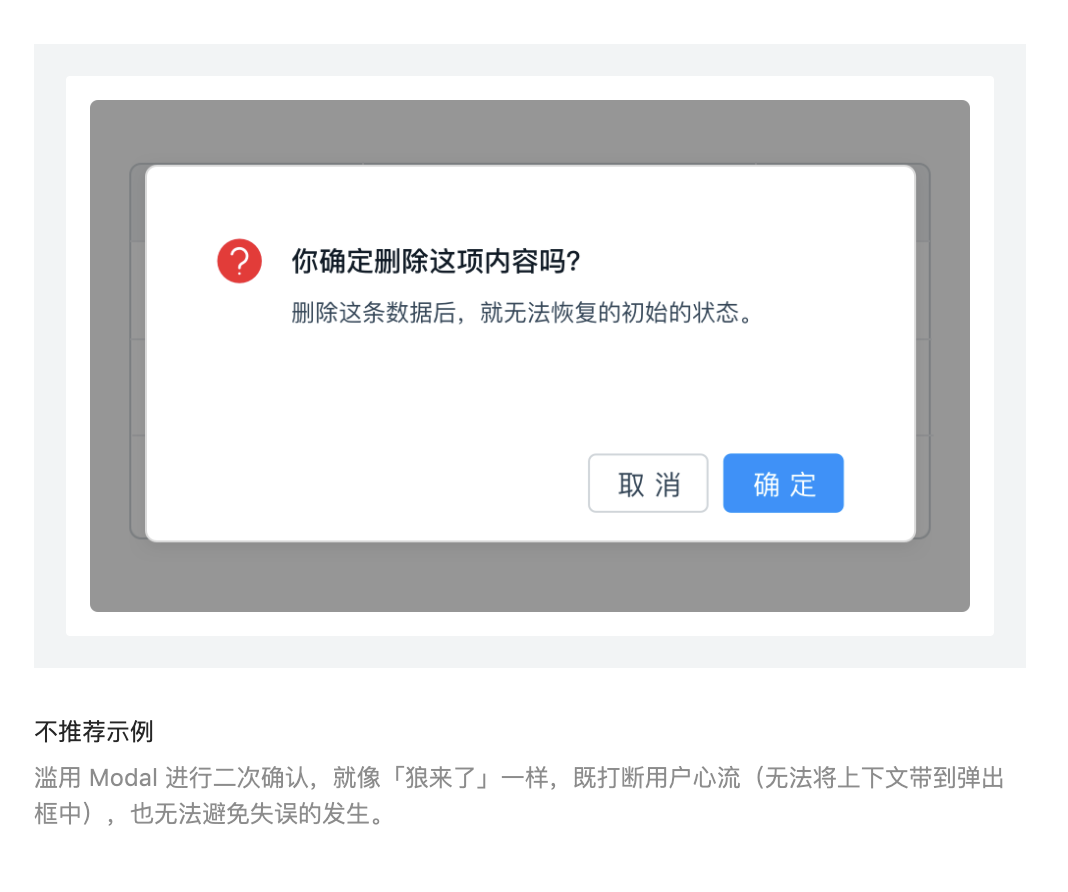 你确定删除这项内容吗?
删除这条数据后，就无法恢复的初始的状态。
取 消
确 定
不推荐示例
滥用 Modal 进行二次确认，就像「狼来了」一样，既打断用户心流（无法将上下文带到弹出
框中），也无法避免失误的发生。